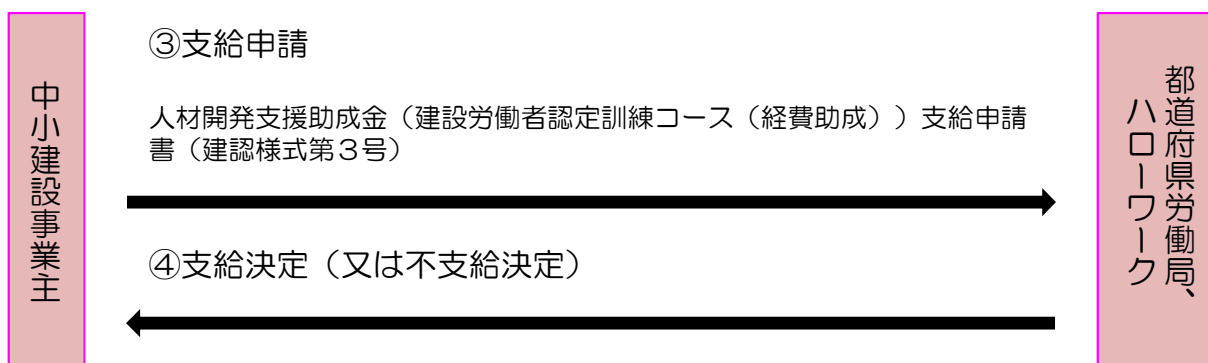 中小建設事業主
③支給申請
人材開発支援助成金（建設労働者認定訓練コース（経費助成））支給申請
書（建認様式第３号）
④支給決定（又は不支給決定）
都道府県労働局、
ハローワーク